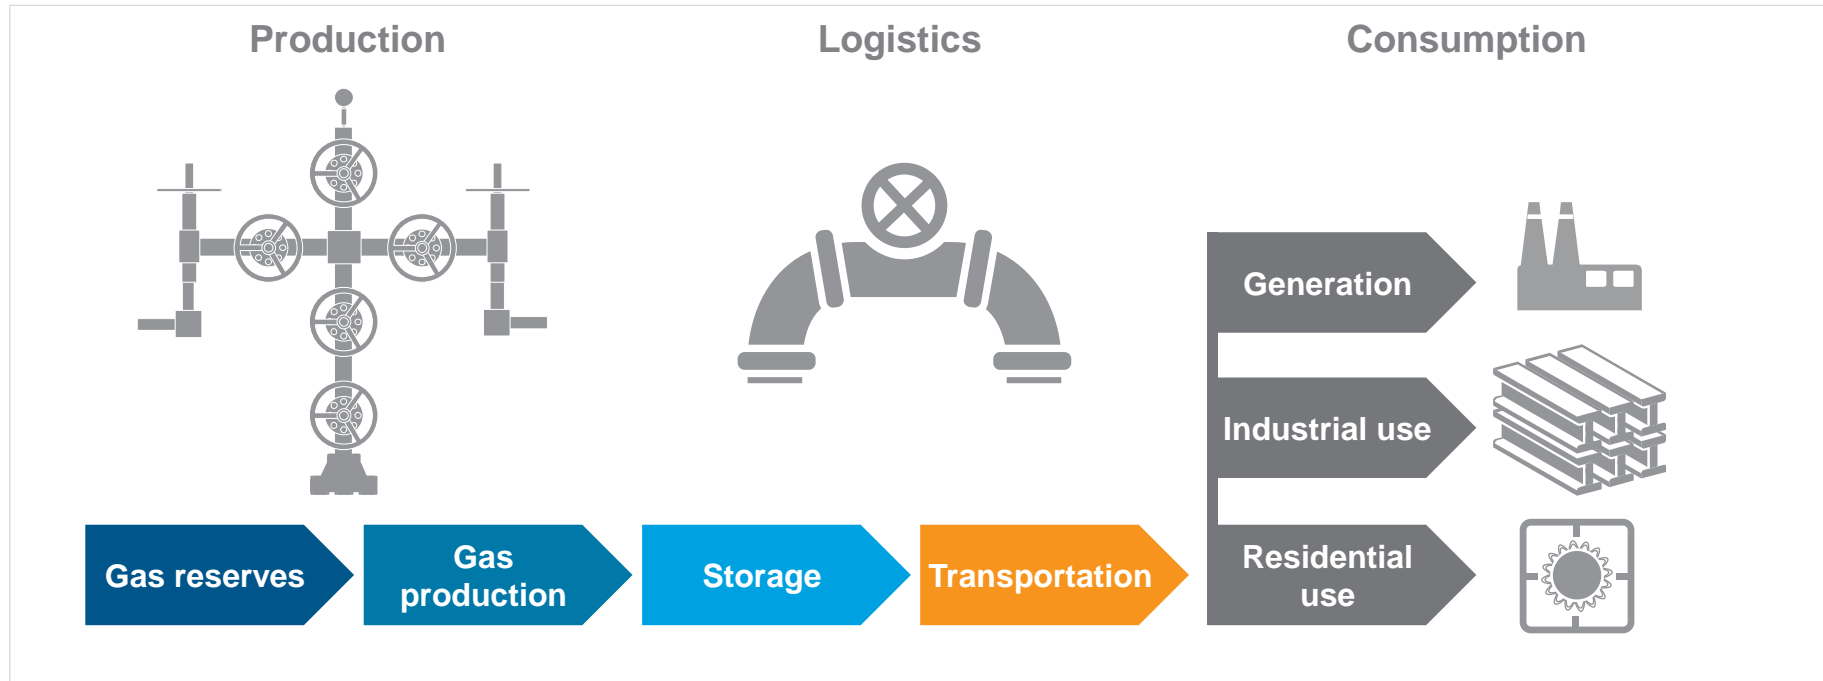 Production
Logistics
Consumption
Generation
Industrial use
Gas reserves
Gas
production
Storage
Transportation
Residential
use